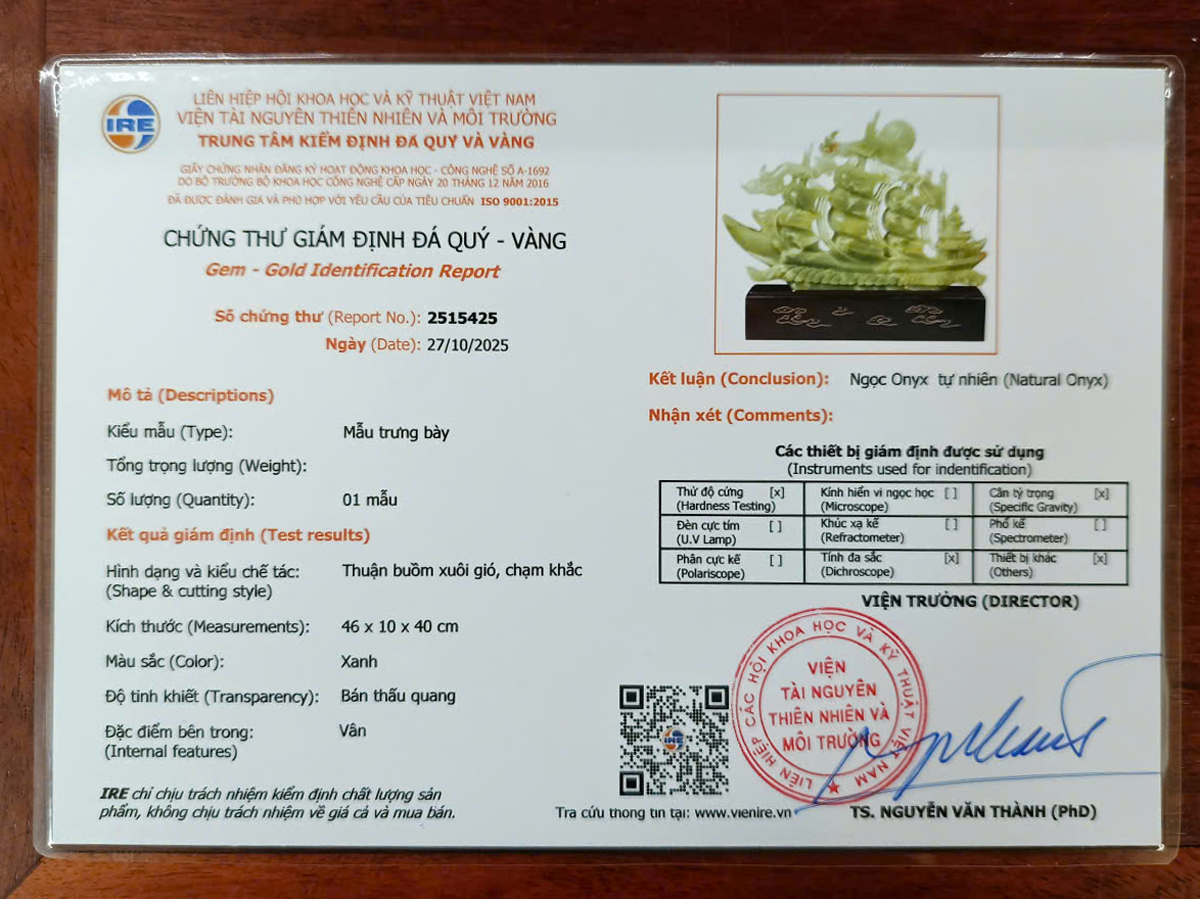 IRE
LIÊN HIỆP HỘI KHOA HỌC VÀ KỸ THUẬT VIỆT NAM
VIỆN TÀI NGUYÊN THIÊN NHIÊN VÀ MÔI TRƯỜNG
TRUNG TÂM KIỂM ĐỊNH ĐÁ QUÝ VÀ VÀNG
GIẤY CHỨNG NHẬN ĐĂNG KÝ HOẠT ĐỘNG KHOA HỌC - CÔNG NGHỆ SỐ A-1692
DO BỘ TRƯỞNG BỘ KHOA HỌC CÔNG NGHỆ CẤP NGÀY 20 THÁNG 12 NĂM 2016
ĐÃ ĐƯỢC ĐÁNH GIÁ VÀ PHÙ HỢP VỚI YÊU CẦU CỦA TIÊU CHUẨN ISO 9001:2015
CHỨNG THƯ GIÁM ĐỊNH ĐÁ QUÝ - VÀNG
Gem - Gold Identification Report
Số chứng thư (Report No.): 2515425
Ngày (Date): 27/10/2025
Mô tả (Descriptions)
Kiểu mẫu (Type): Mẫu trưng bày
Tổng trọng lượng (Weight):
Số lượng (Quantity): 01 mẫu
Kết quả giám định (Test results)
Hình dạng và kiểu chế tác: Thuận buồm xuôi gió, chạm khắc
(Shape & cutting style)
Kích thước (Measurements): 46 x 10 x 40 cm
Màu sắc (Color): Xanh
Độ tinh khiết (Transparency): Bán thấu quang
Đặc điểm bên trong: Vân
(Internal features)
IRE chỉ chịu trách nhiệm kiểm định chất lượng sản
phẩm, không chịu trách nhiệm về giá cả và mua bán.
Kết luận (Conclusion): Ngọc Onyx tự nhiên (Natural Onyx)
Nhận xét (Comments):
Các thiết bị giám định được sử dụng
(Instruments used for indentification)
Thử độ cứng [x] Kính hiển vi ngọc học [ ] Cân tỷ trọng [x]
(Hardness Testing) (Microscope) (Specific Gravity)
Đèn cực tím [ ] Khúc xạ kế [ ] Phổ kế [ ]
(U.V Lamp) (Refractometer) (Spectrometer)
Phân cực kế [ ] Tính đa sắc [x] Thiết bị khác [x]
(Polariscope) (Dichroscope) (Others)
VIỆN TRƯỞNG (DIRECTOR)
LIÊN HIỆP CÁC HỘI KHOA HỌC VÀ KỸ THUẬT VIỆT NAM
VIỆN
TÀI NGUYÊN
THIÊN NHIÊN VÀ
MÔI TRƯỜNG
IRE
Tra cứu thong tin tại: www.vienire.vn
TS. NGUYỄN VĂN THÀNH (PhD)